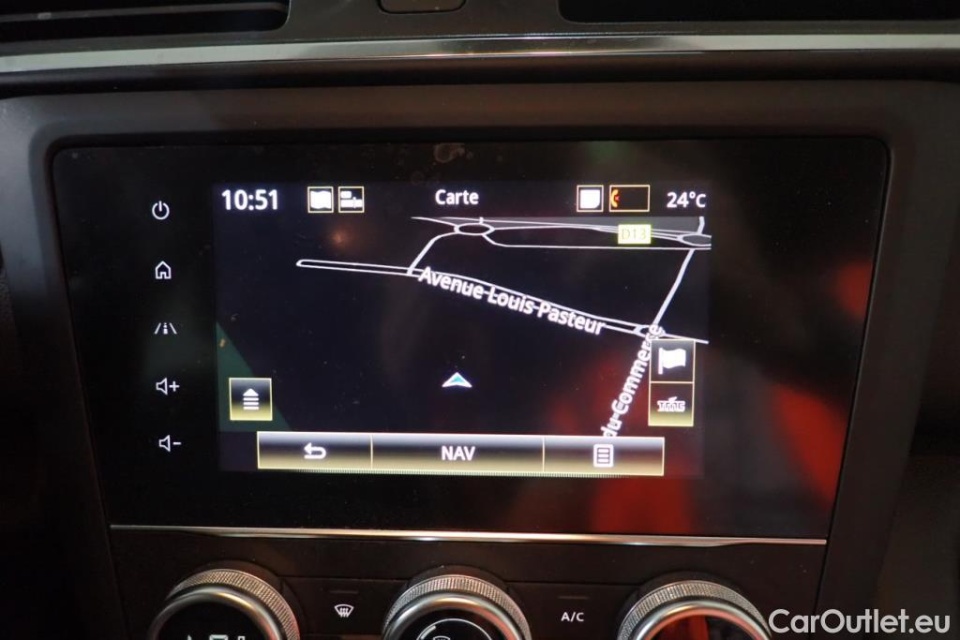 10:51 Carte 24°C
D13
Avenue Louis Pasteur
du Commerce
NAV
A/C
CarOutlet.eu